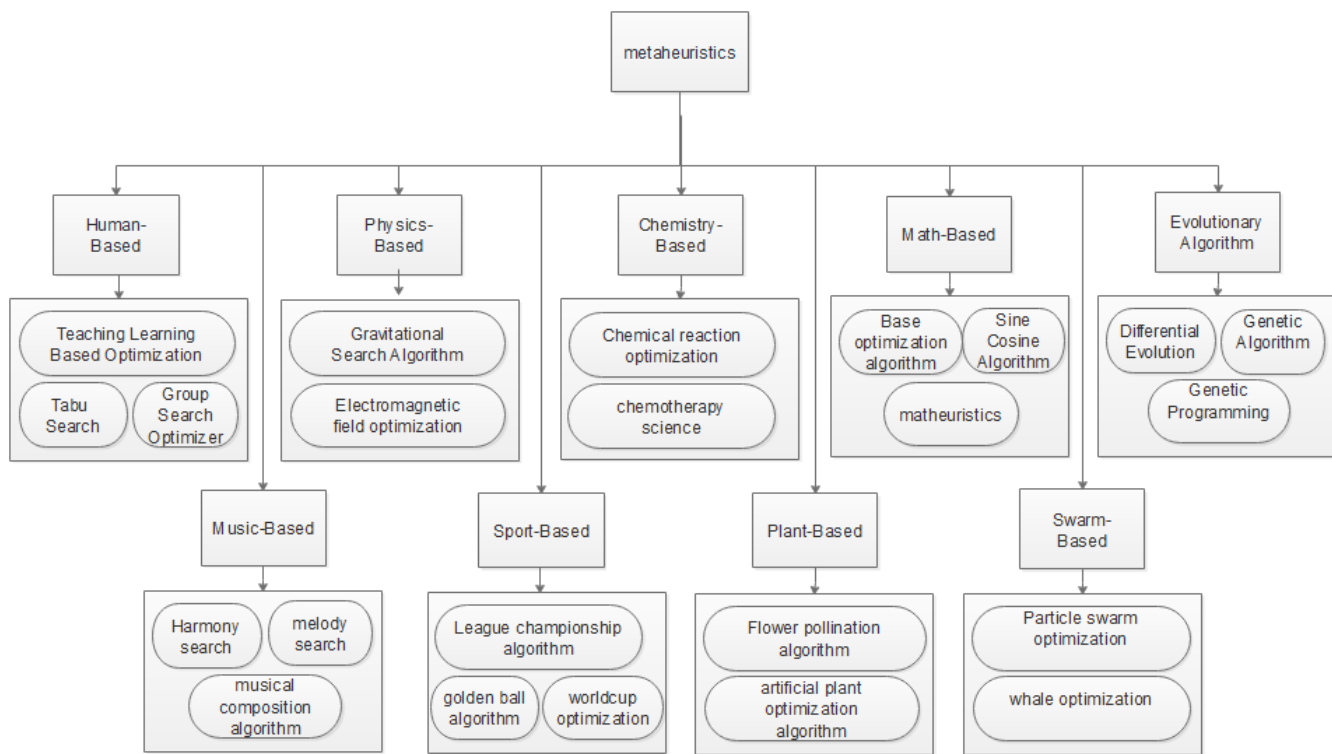 metaheuristics
Human-
Based
Physics-
Based
Chemistry-
Based
Math-Based
Evolutionary
Algorithm
Teaching Learning
Based Optimization
Tabu
Search
Group
Search
Optimizer
Gravitational
Search Algorithm
Electromagnetic
field optimization
Chemical reaction
optimization
chemotherapy
science
Base
optimization
algorithm
Sine
Cosine
Algorithm
matheuristics
Differential
Evolution
Genetic
Algorithm
Genetic
Programming
Music-Based
Sport-Based
Plant-Based
Swarm-
Based
Harmony
search
melody
search
musical
composition
algorithm
League championship
algorithm
golden ball
algorithm
worldcup
optimization
Flower pollination
algorithm
artificial plant
optimization
algorithm
Particle swarm
optimization
whale optimization